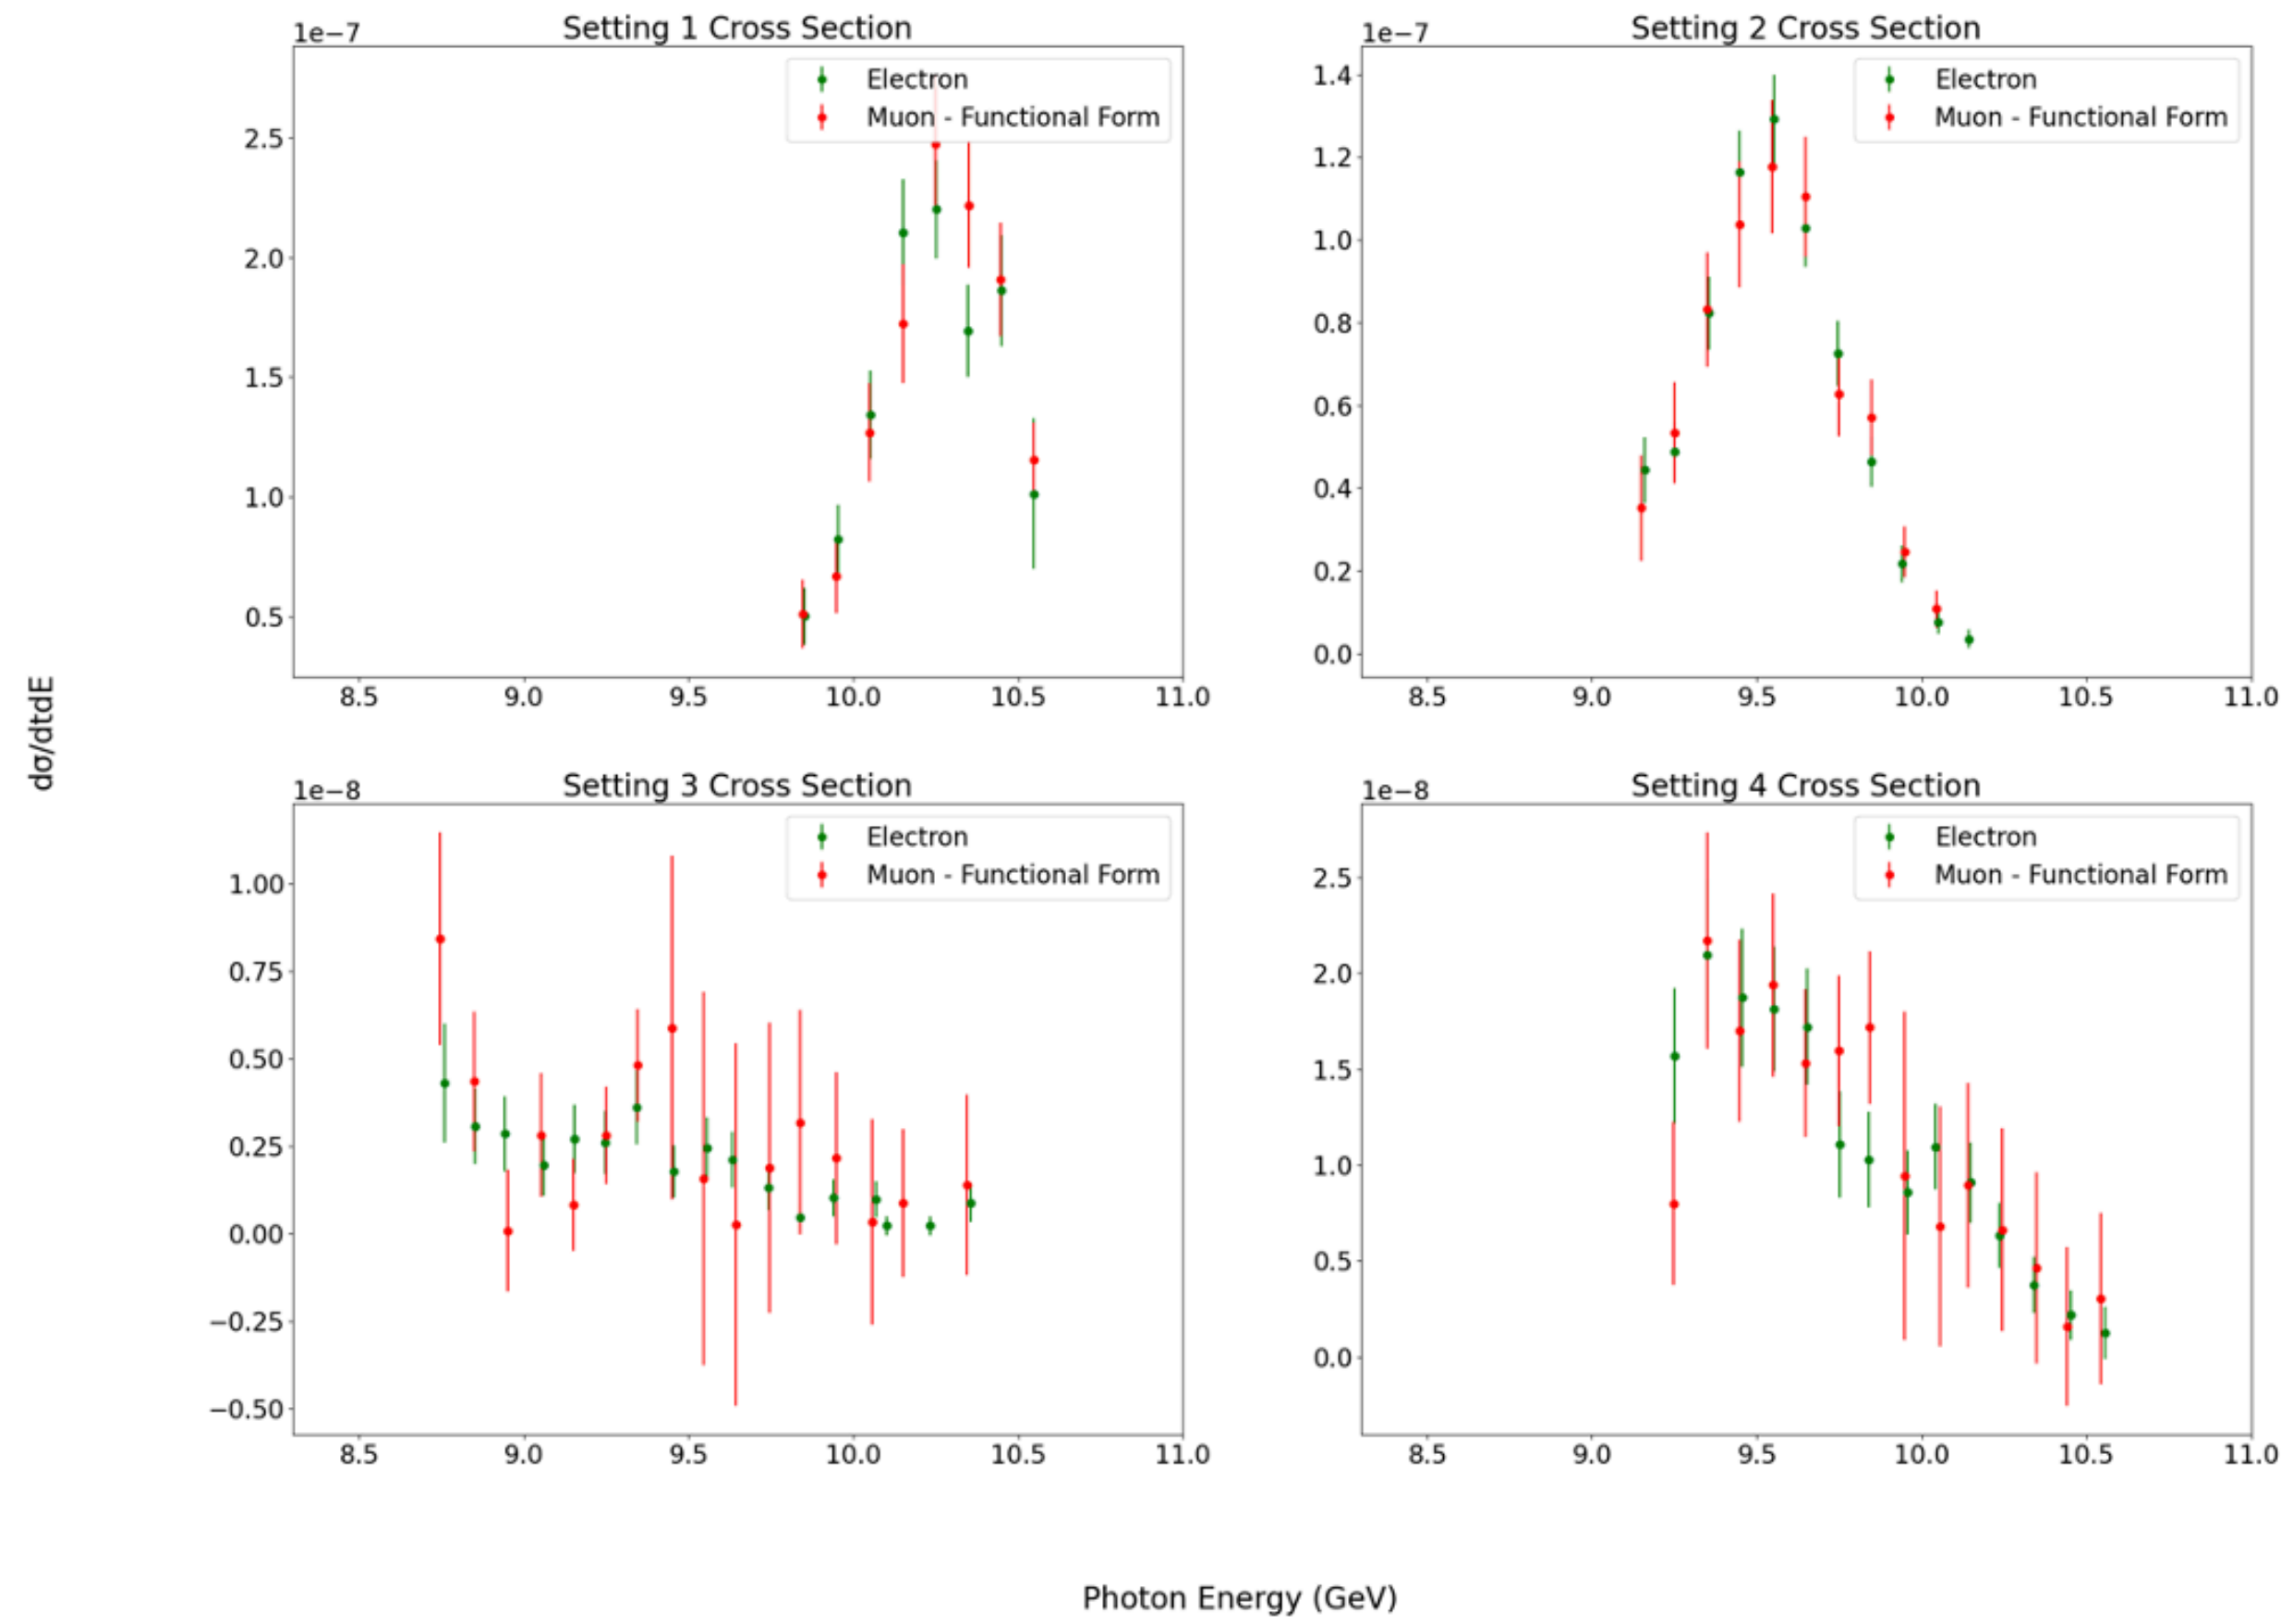 Setting 1 Cross Section
1e−7
Electron
Muon - Functional Form
2.5
2.0
1.5
1.0
0.5
8.5 9.0 9.5 10.0 10.5 11.0
Setting 2 Cross Section
1e−7
Electron
Muon - Functional Form
1.4
1.2
1.0
0.8
0.6
0.4
0.2
0.0
8.5 9.0 9.5 10.0 10.5 11.0
dσ/dtdE
Setting 3 Cross Section
1e−8
Electron
Muon - Functional Form
1.00
0.75
0.50
0.25
0.00
−0.25
−0.50
8.5 9.0 9.5 10.0 10.5 11.0
Setting 4 Cross Section
1e−8
Electron
Muon - Functional Form
2.5
2.0
1.5
1.0
0.5
0.0
8.5 9.0 9.5 10.0 10.5 11.0
Photon Energy (GeV)